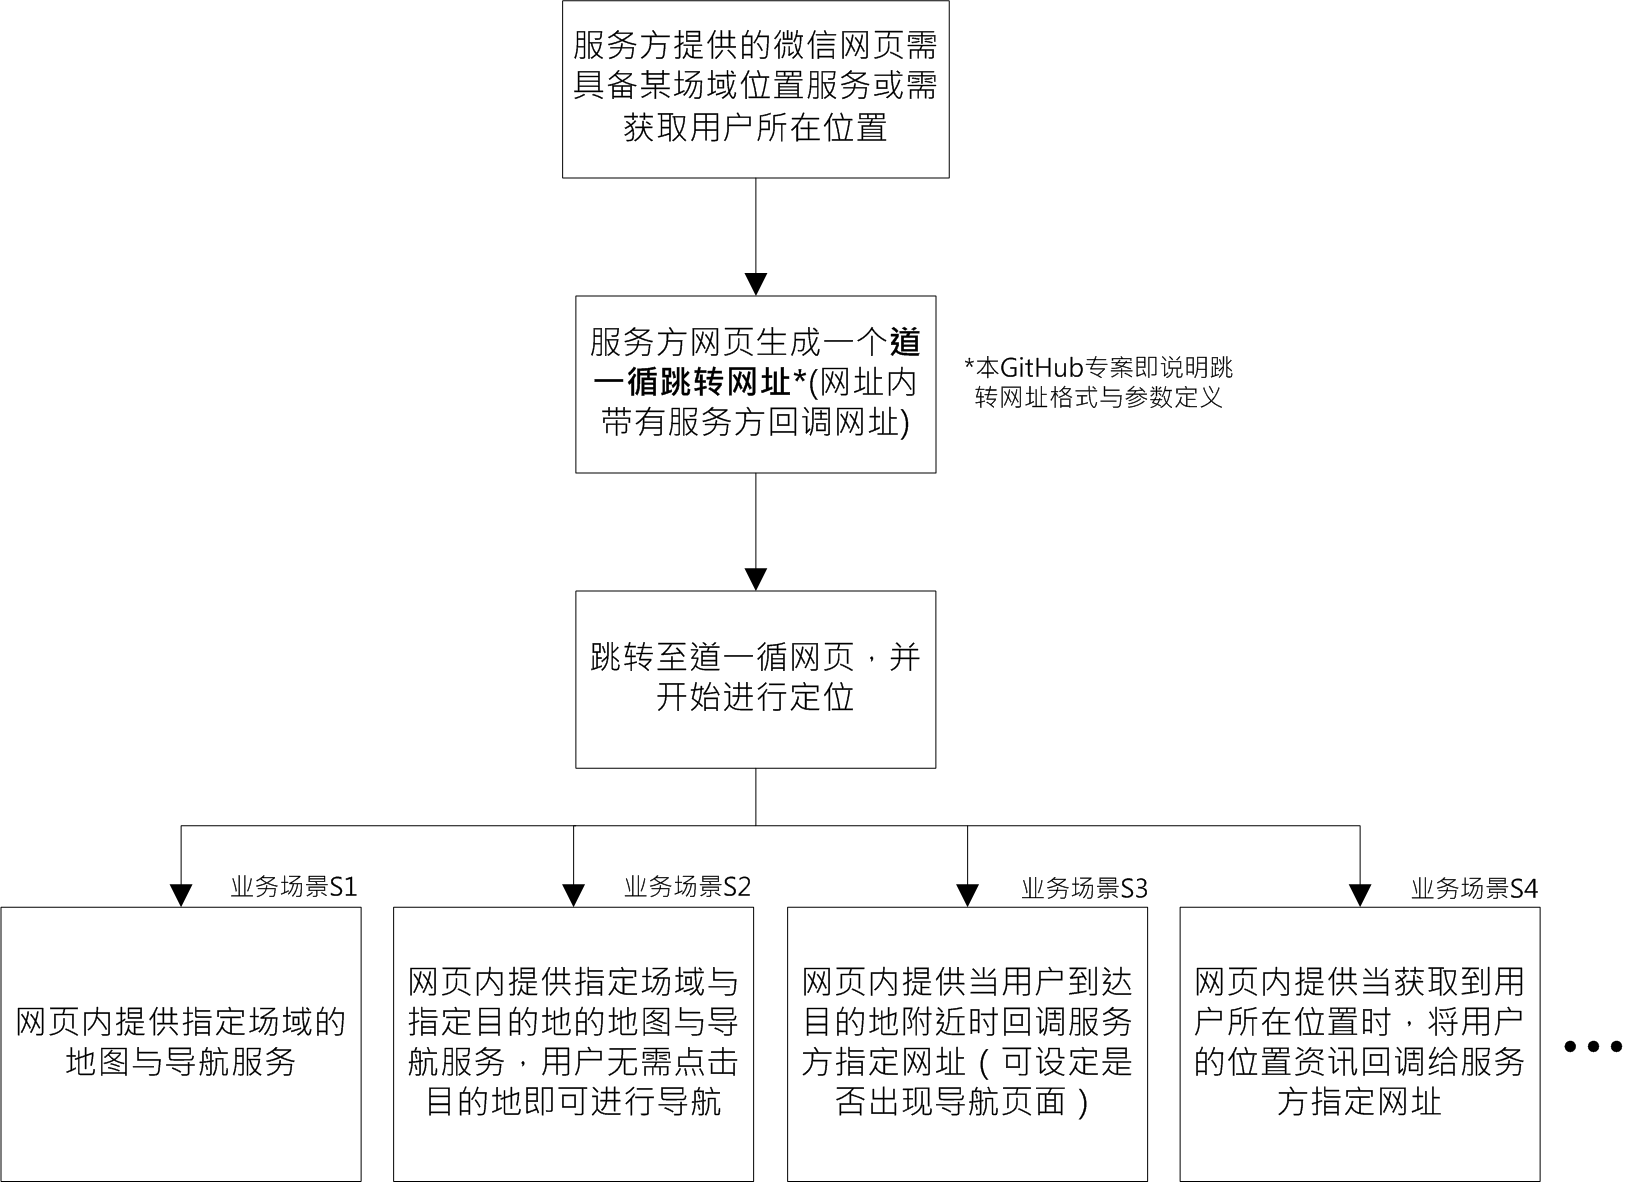 服务方提供的微信网页需
具备某场域位置服务或需
获取用户所在位置
服务方网页生成一个道
一循跳转网址*(网址内
带有服务方回调网址)
*本GitHub专案即说明跳
转网址格式与参数定义
跳转至道一循网页，并
开始进行定位
业务场景S1
网页内提供指定场域的
地图与导航服务
业务场景S2
网页内提供指定场域与
指定目的地的地图与导
航服务，用户无需点击
目的地即可进行导航
业务场景S3
网页内提供当用户到达
目的地附近时回调服务
方指定网址（可设定是
否出现导航页面）
业务场景S4
网页内提供当获取到用
户所在位置时，将用户
的位置资讯回调给服务
方指定网址
•••